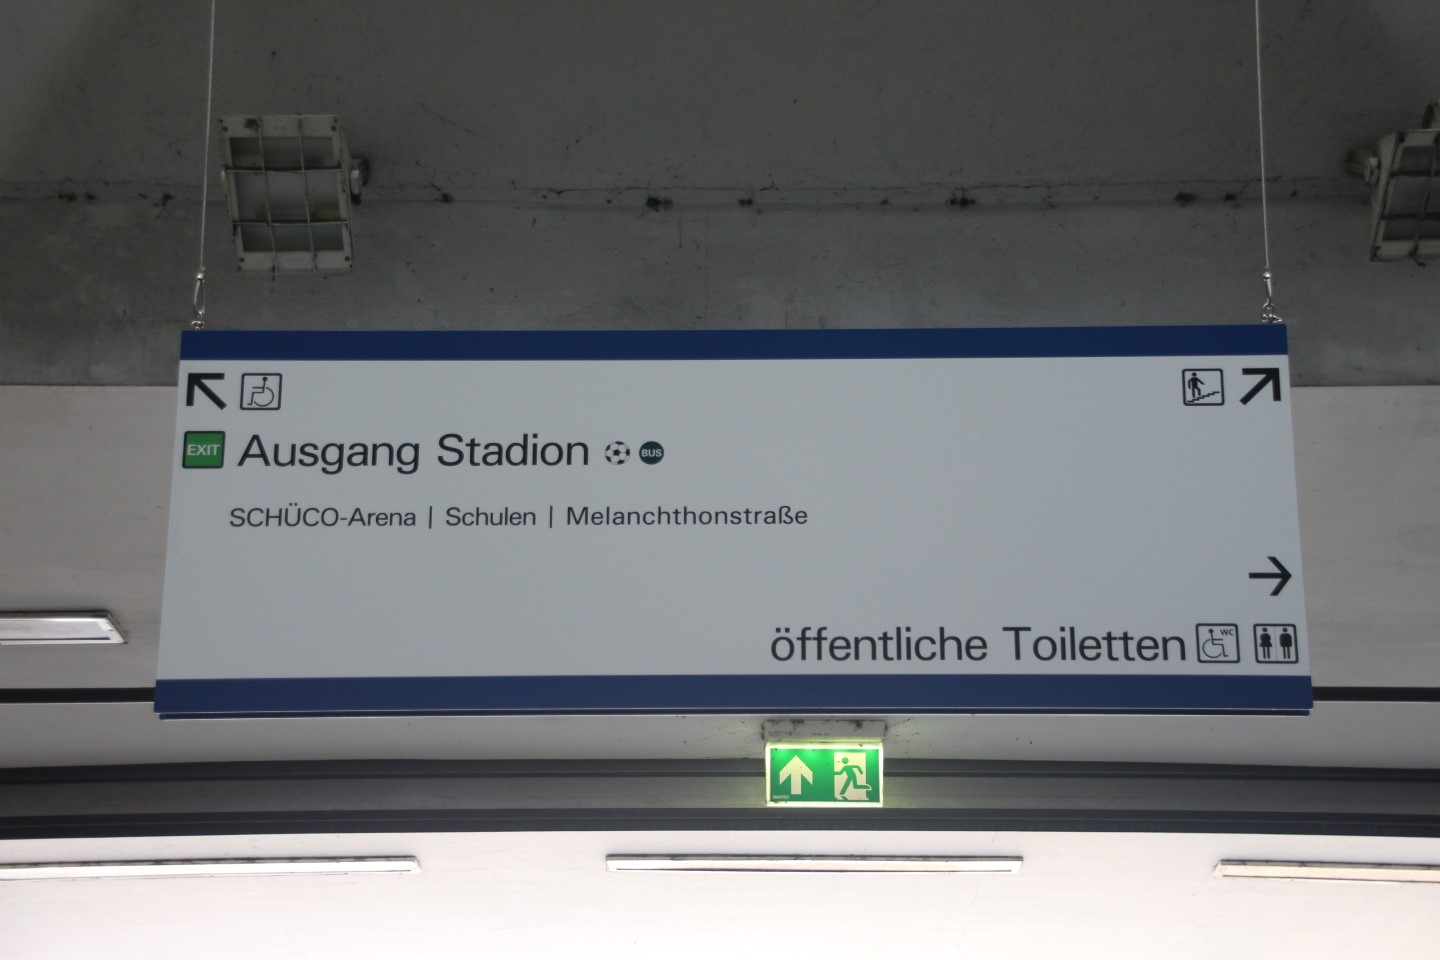 EXIT Ausgang Stadion BUS
SCHÜCO-Arena | Schulen | Melanchthonstraße
öffentliche Toiletten WC